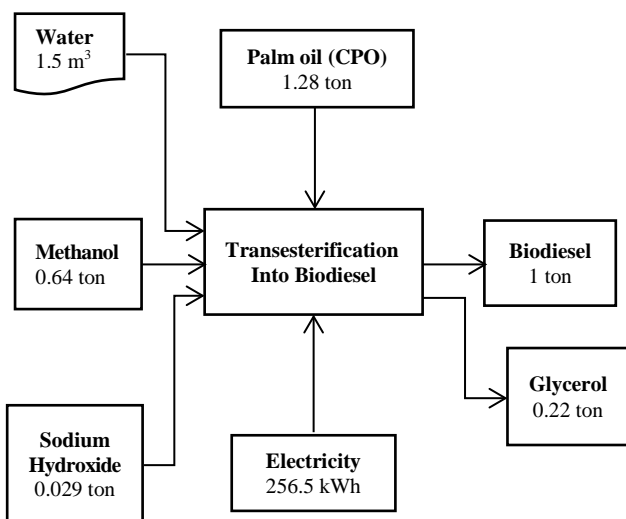 Water
1.5 m³
Palm oil (CPO)
1.28 ton
Methanol
0.64 ton
Transesterification
Into Biodiesel
Biodiesel
1 ton
Glycerol
0.22 ton
Sodium
Hydroxide
0.029 ton
Electricity
256.5 kWh